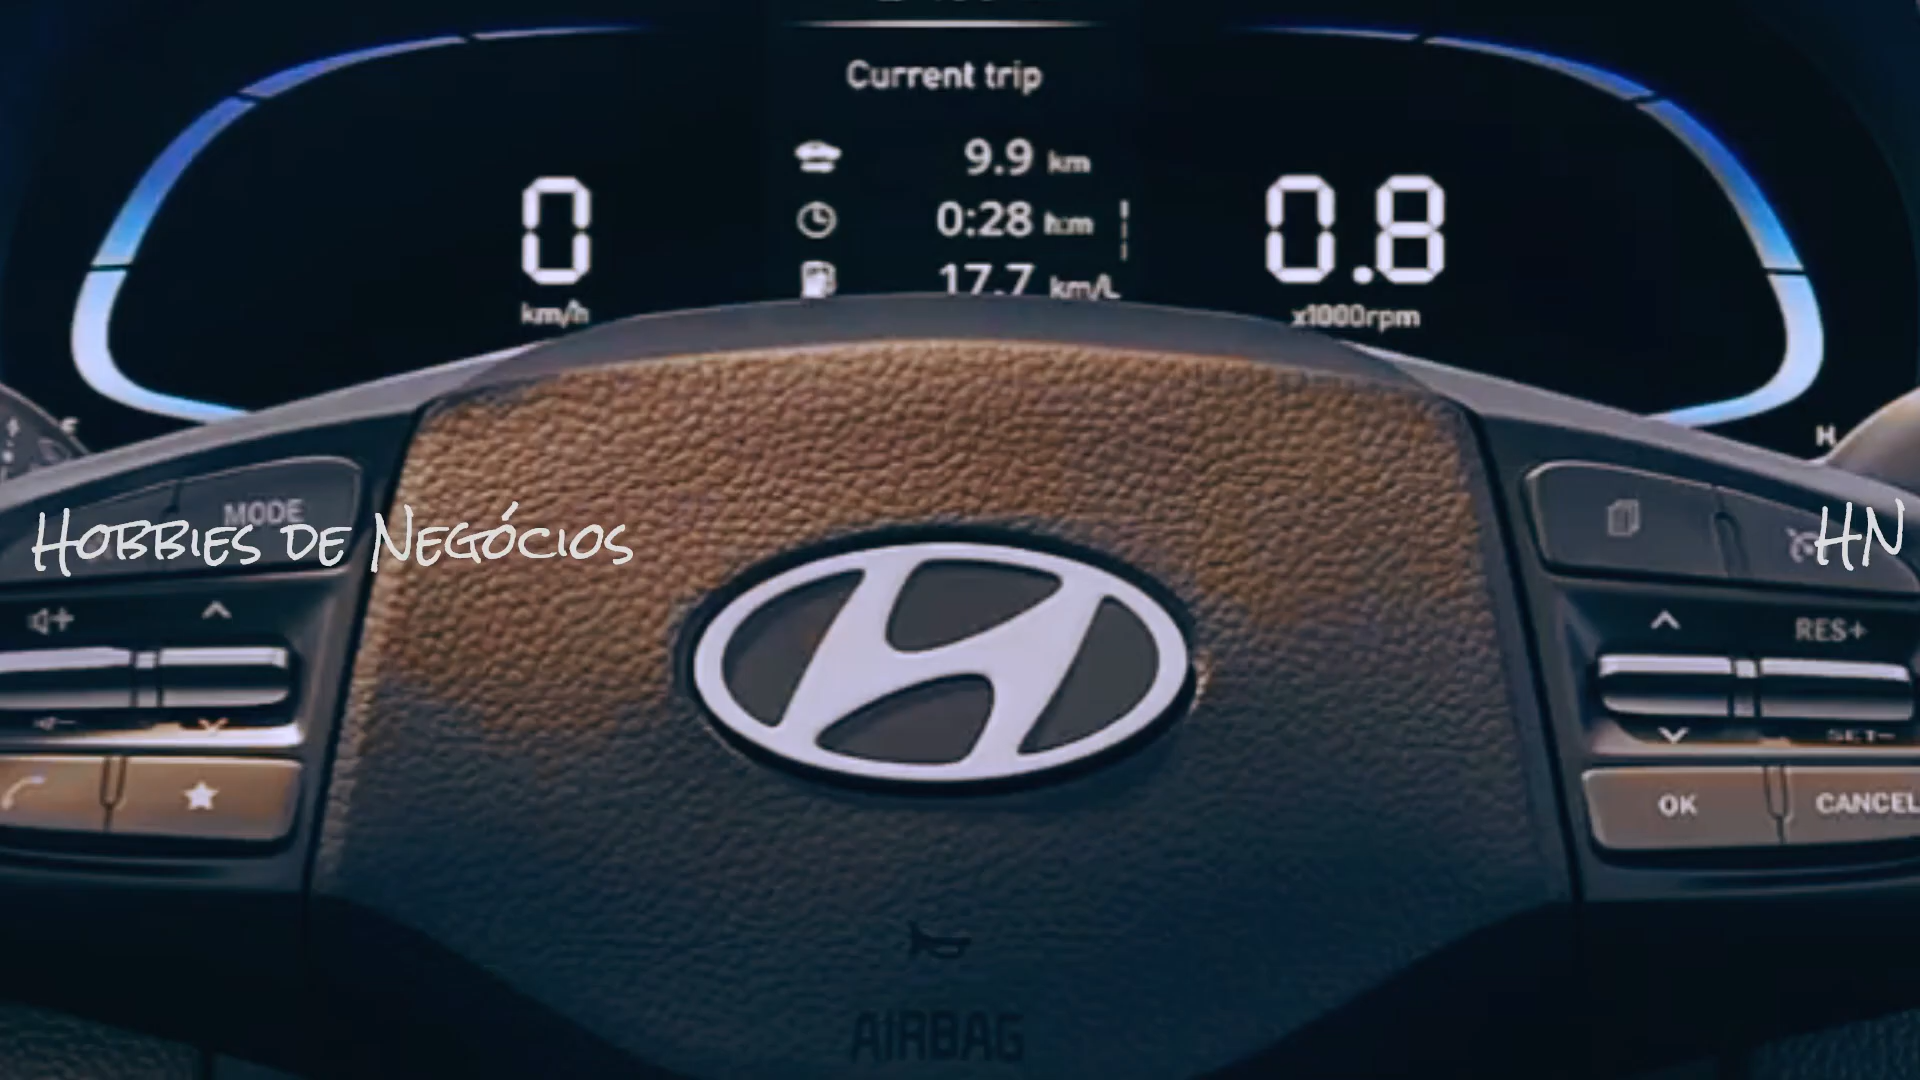 Current trip
9.9 km
0:28 h:m
17.7 km/L
0
km/h
0.8
x1000rpm
H
MODE
Hobbies de Negócios
HN
RES+
SET-
OK
CANCEL
AIRBAG